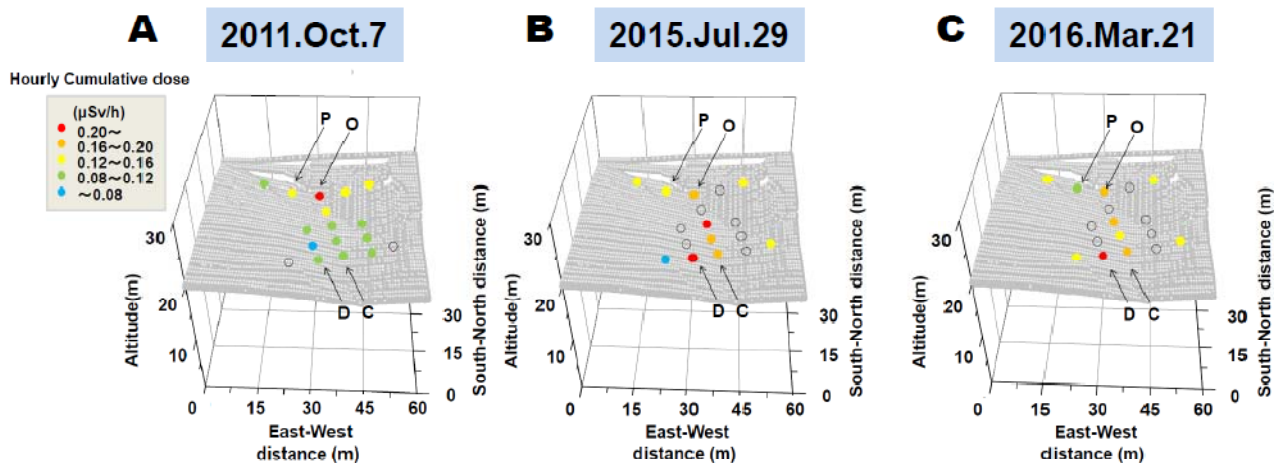 A
2011.Oct.7
B
2015.Jul.29
C
2016.Mar.21
Hourly Cumulative dose
(μSv/h)
0.20～
0.16～0.20
0.12～0.16
0.08～0.12
～0.08
P
O
D
C
30
20
10
Altitude(m)
0
15
30
45
60
East-West
distance (m)
30
15
0
South-North distance (m)
P
O
D
C
30
20
10
Altitude(m)
0
15
30
45
60
East-West
distance (m)
30
15
0
South-North distance (m)
P
O
D
C
30
20
10
Altitude(m)
0
15
30
45
60
East-West
distance (m)
30
15
0
South-North distance (m)